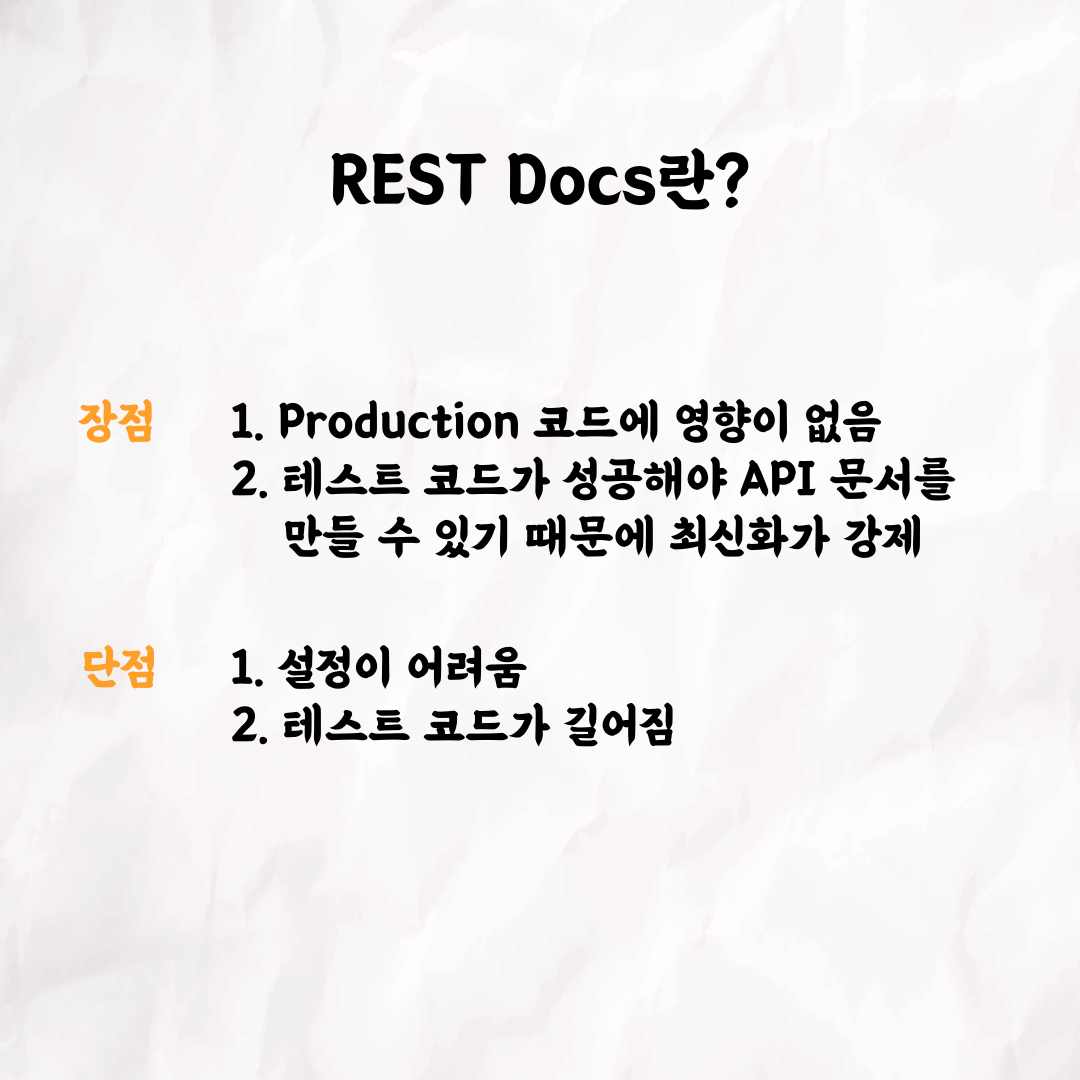 REST Docs란?
장점 1. Production 코드에 영향이 없음
2. 테스트 코드가 성공해야 API 문서를
만들 수 있기 때문에 최신화가 강제
단점 1. 설정이 어려움
2. 테스트 코드가 길어짐